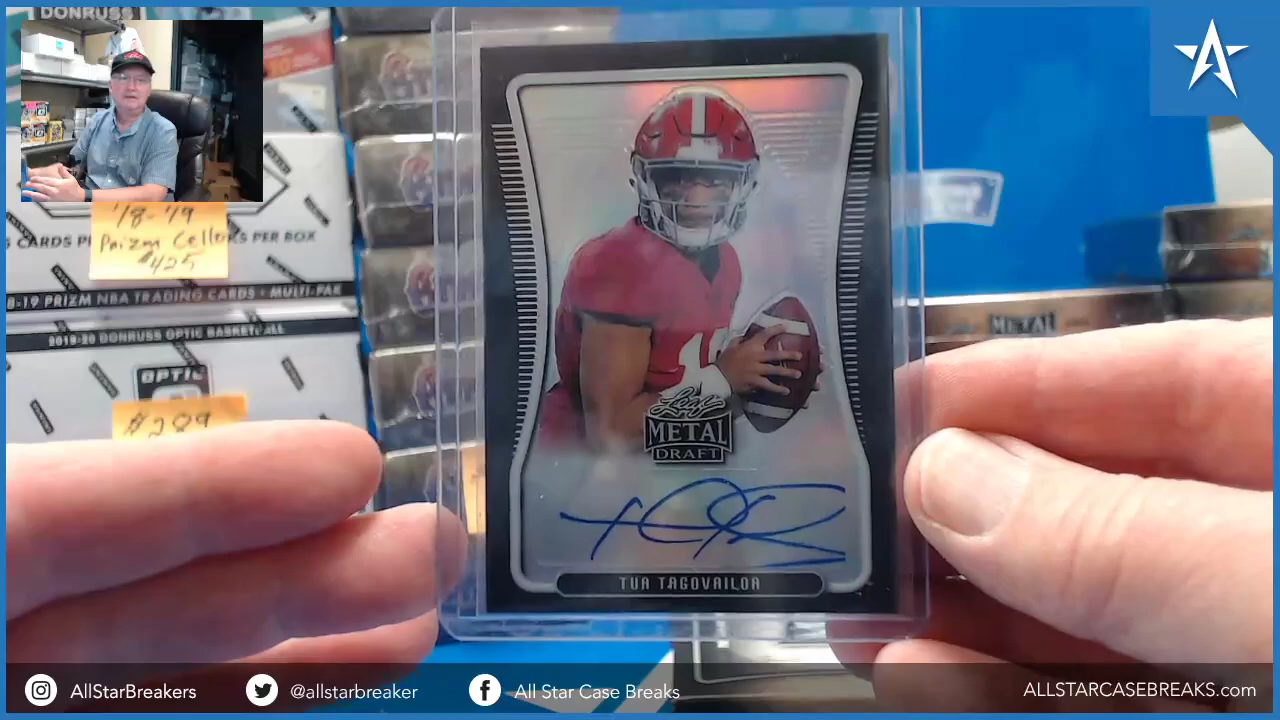 DONRUSS
'18-'19
Prizm Cellos
$425
CARDS P
S PER BOX
8-19 PRIZM NBA TRADING CARDS - MULTI-PAK
2019-20 DONRUSS OPTIC BASKETBALL
OPTIC
$289
Leaf
METAL
DRAFT
TUA TAGOVAILOA
METAL
AllStarBreakers
@allstarbreaker
All Star Case Breaks
ALLSTARCASEBREAKS.com